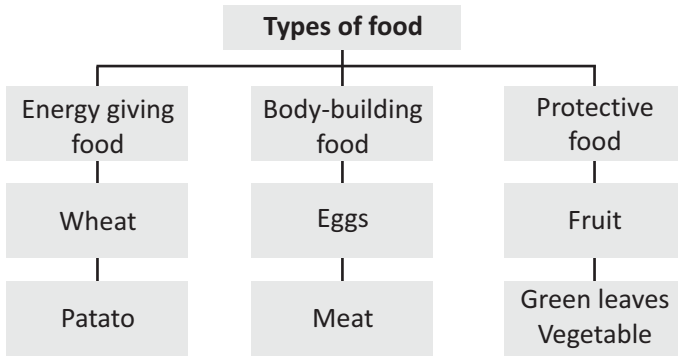 Types of food
Energy giving
food
Body-building
food
Protective
food
Wheat
Eggs
Fruit
Patato
Meat
Green leaves
Vegetable